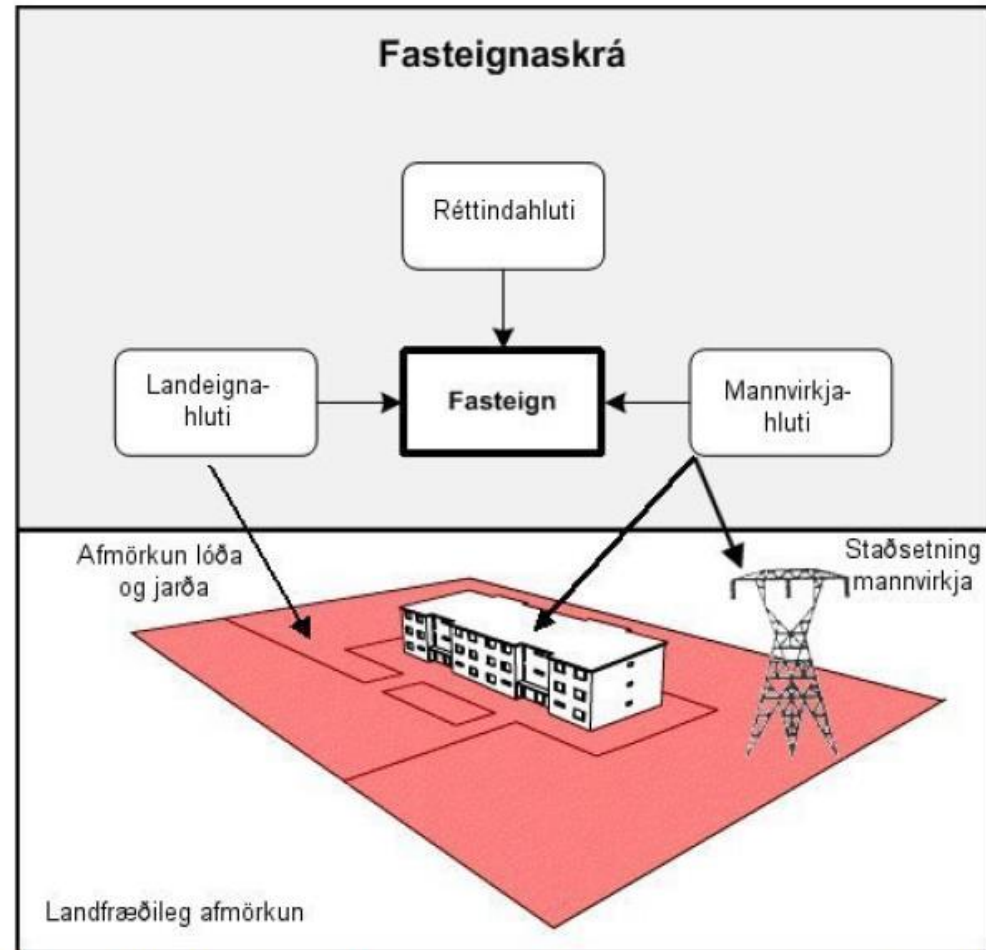 Fasteignaskrá
Réttindahluti
Landeigna-
hluti
Fasteign
Mannvirkja-
hluti
Afmörkun lóða
og jarða
Staðsetning
mannvirkja
Landfræðileg afmörkun